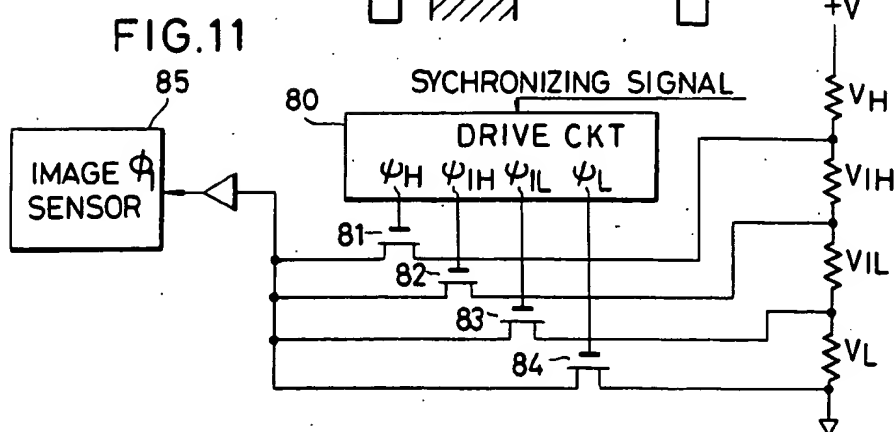 +V
FIG.11
85
SYCHRONIZING SIGNAL
80
VH
DRIVE CKT
IMAGE ϕ1
SENSOR
ψH ψIH ψIL ψL
VIH
81
82
VIL
83
84
VL